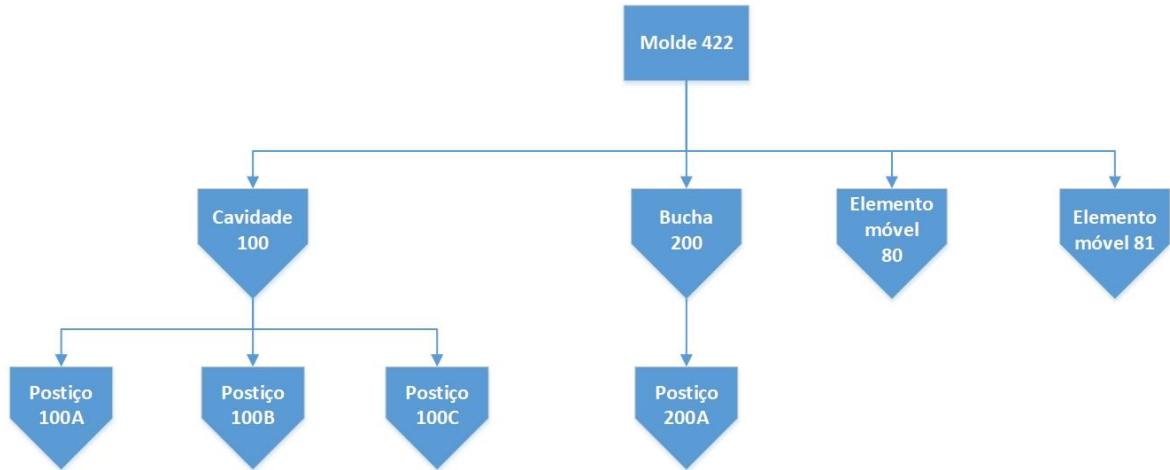 Molde 422
Cavidade
100
Bucha
200
Elemento
móvel
80
Elemento
móvel 81
Postiço
100A
Postiço
100B
Postiço
100C
Postiço
200A